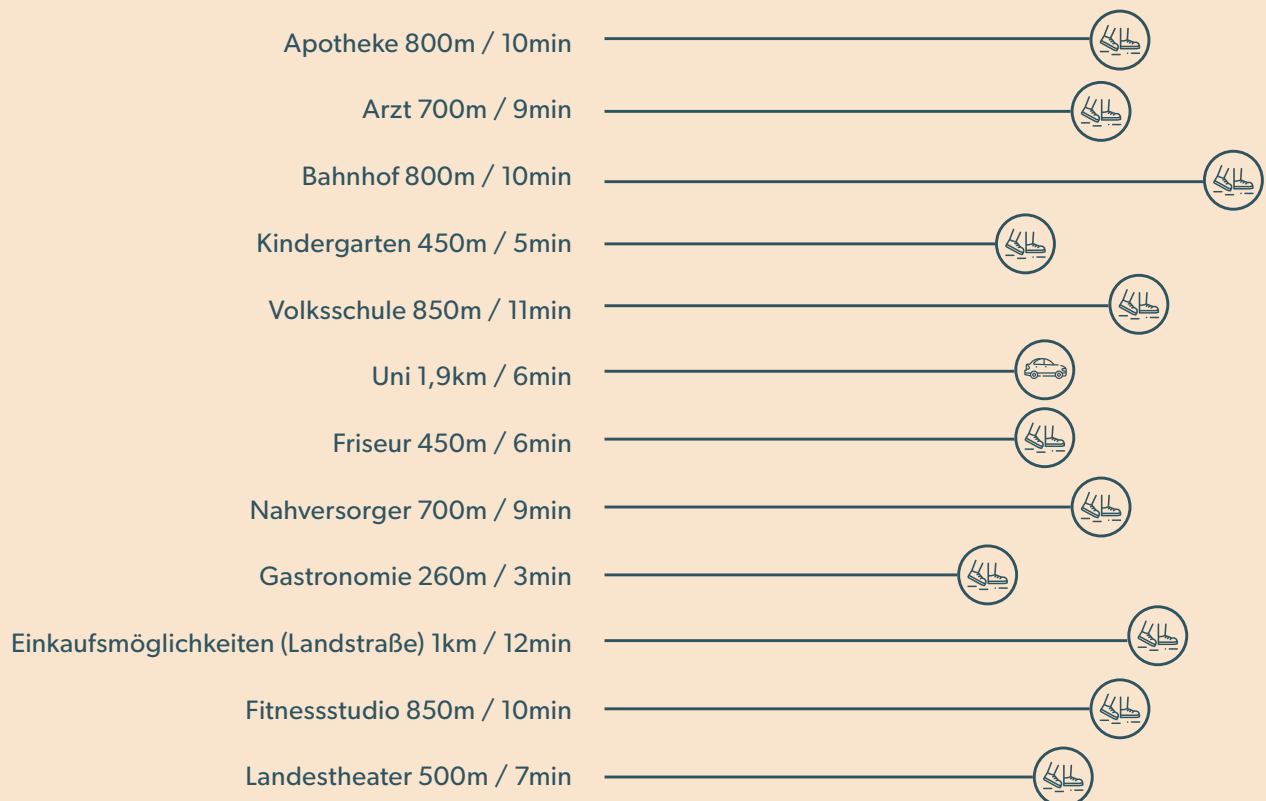 Apotheke 800m / 10min
Arzt 700m / 9min
Bahnhof 800m / 10min
Kindergarten 450m / 5min
Volksschule 850m / 11min
Uni 1,9km / 6min
Friseur 450m / 6min
Nahversorger 700m / 9min
Gastronomie 260m / 3min
Einkaufsmöglichkeiten (Landstraße) 1km / 12min
Fitnessstudio 850m / 10min
Landestheater 500m / 7min